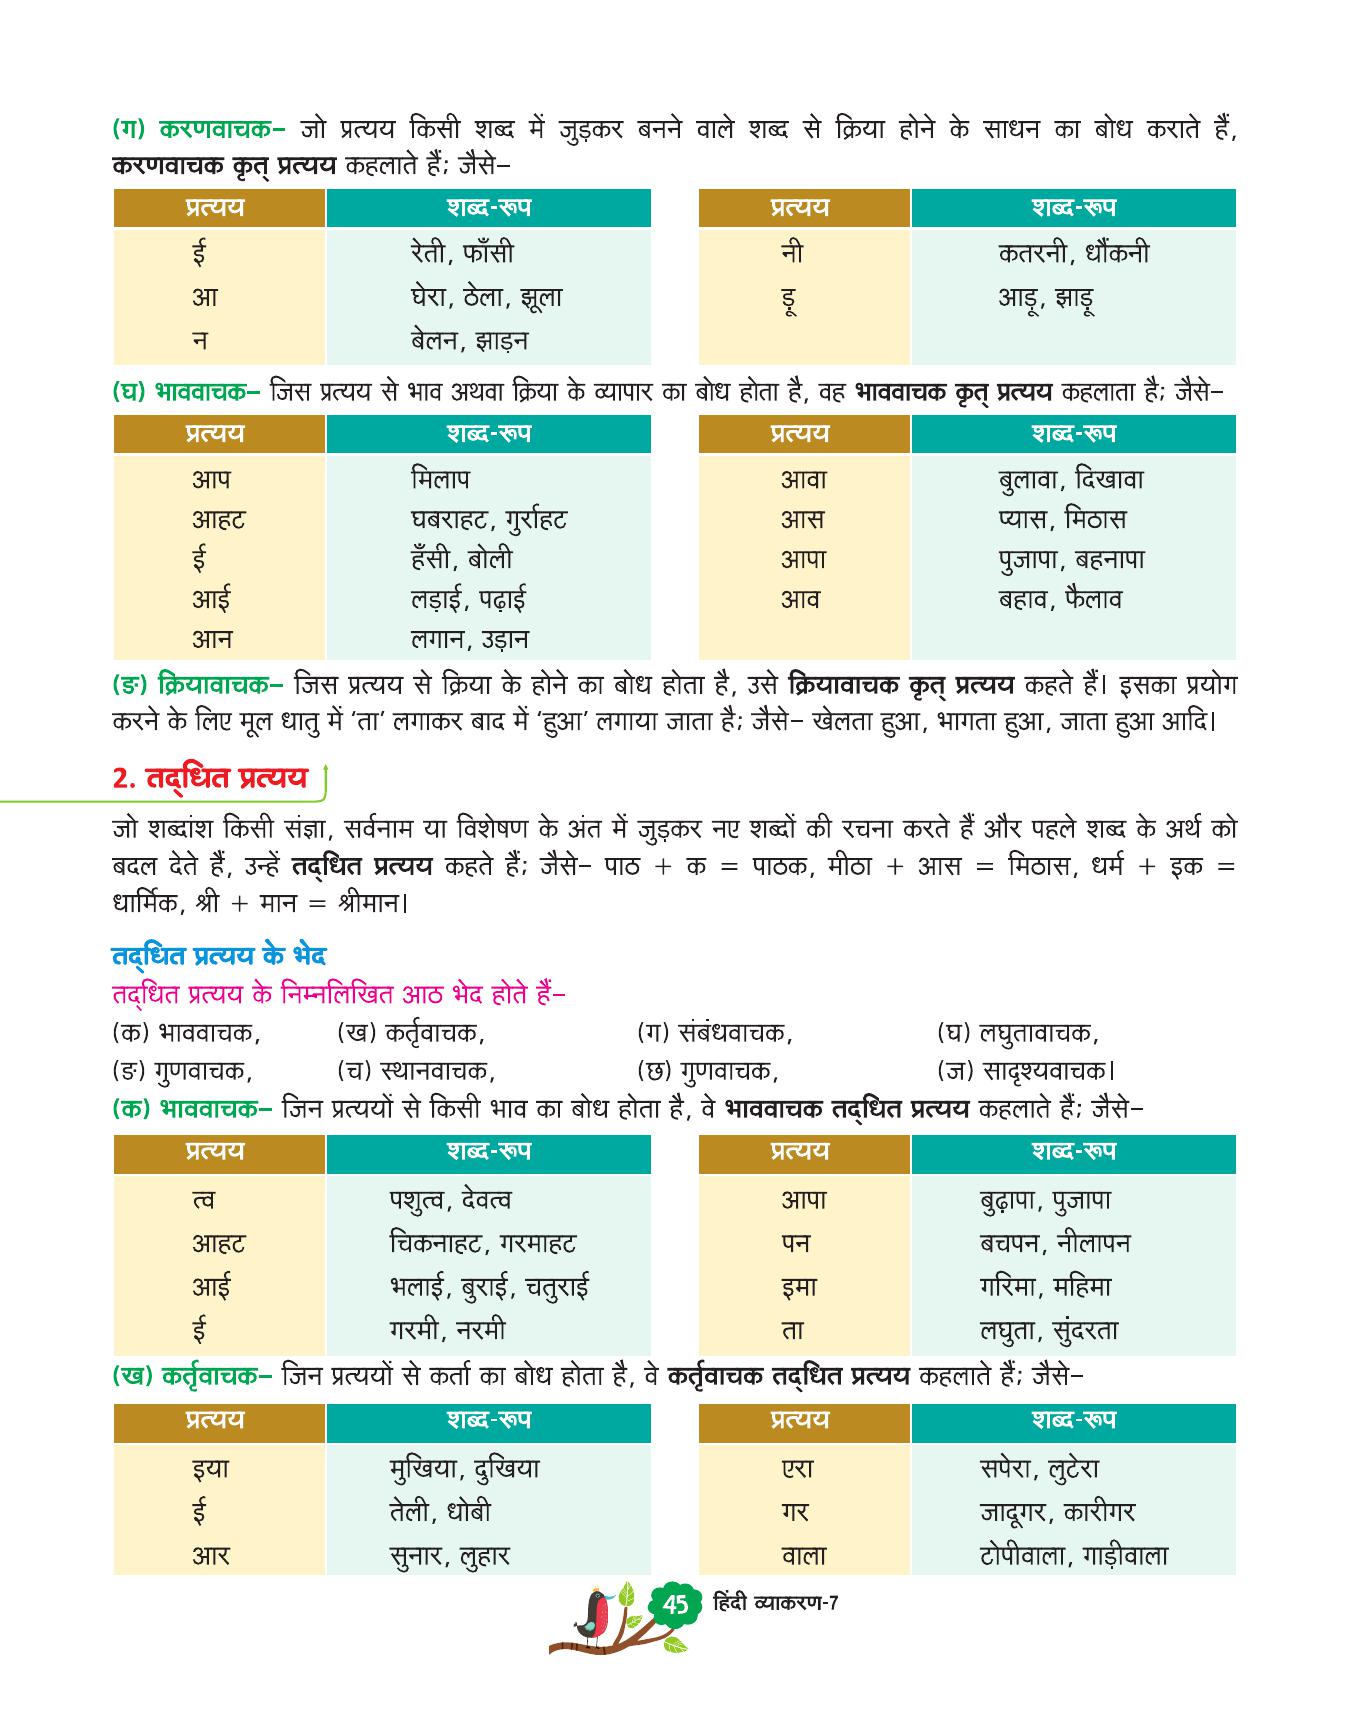 (ग) करणवाचक– जो प्रत्यय किसी शब्द में जुड़कर बनने वाले शब्द से क्रिया होने के साधन का बोध कराते हैं,
करणवाचक कृत् प्रत्यय कहलाते हैं; जैसे–
प्रत्यय शब्द-रूप प्रत्यय शब्द-रूप
ई रेती, फाँसी नी कतरनी, धौंकनी
आ घेरा, ठेला, झूला ड़ू आड़ू, झाड़ू
न बेलन, झाड़न
(घ) भाववाचक– जिस प्रत्यय से भाव अथवा क्रिया के व्यापार का बोध होता है, वह भाववाचक कृत् प्रत्यय कहलाता है; जैसे–
प्रत्यय शब्द-रूप प्रत्यय शब्द-रूप
आप मिलाप आवा बुलावा, दिखावा
आहट घबराहट, गुर्राहट आस प्यास, मिठास
ई हँसी, बोली आपा पुजापा, बहनापा
आई लड़ाई, पढ़ाई आव बहाव, फैलाव
आन लगान, उड़ान
(ङ) क्रियावाचक– जिस प्रत्यय से क्रिया के होने का बोध होता है, उसे क्रियावाचक कृत् प्रत्यय कहते हैं। इसका प्रयोग
करने के लिए मूल धातु में ‘ता’ लगाकर बाद में ‘हुआ’ लगाया जाता है; जैसे– खेलता हुआ, भागता हुआ, जाता हुआ आदि।
2. तद्धित प्रत्यय
जो शब्दांश किसी संज्ञा, सर्वनाम या विशेषण के अंत में जुड़कर नए शब्दों की रचना करते हैं और पहले शब्द के अर्थ को
बदल देते हैं, उन्हें तद्धित प्रत्यय कहते हैं; जैसे– पाठ + क = पाठक, मीठा + आस = मिठास, धर्म + इक =
धार्मिक, श्री + मान = श्रीमान।
तद्धित प्रत्यय के भेद
तद्धित प्रत्यय के निम्नलिखित आठ भेद होते हैं–
(क) भाववाचक, (ख) कर्तृवाचक, (ग) संबंधवाचक, (घ) लघुतावाचक,
(ङ) गुणवाचक, (च) स्थानवाचक, (छ) गुणवाचक, (ज) सादृश्यवाचक।
(क) भाववाचक– जिन प्रत्ययों से किसी भाव का बोध होता है, वे भाववाचक तद्धित प्रत्यय कहलाते हैं; जैसे–
प्रत्यय शब्द-रूप प्रत्यय शब्द-रूप
त्व पशुत्व, देवत्व आपा बुढ़ापा, पुजापा
आहट चिकनाहट, गरमाहट पन बचपन, नीलापन
आई भलाई, बुराई, चतुराई इमा गरिमा, महिमा
ई गरमी, नरमी ता लघुता, सुंदरता
(ख) कर्तृवाचक– जिन प्रत्ययों से कर्ता का बोध होता है, वे कर्तृवाचक तद्धित प्रत्यय कहलाते हैं; जैसे–
प्रत्यय शब्द-रूप प्रत्यय शब्द-रूप
इया मुखिया, दुखिया एरा सपेरा, लुटेरा
ई तेली, धोबी गर जादूगर, कारीगर
आर सुनार, लुहार वाला टोपीवाला, गाड़ीवाला
45 हिंदी व्याकरण-7